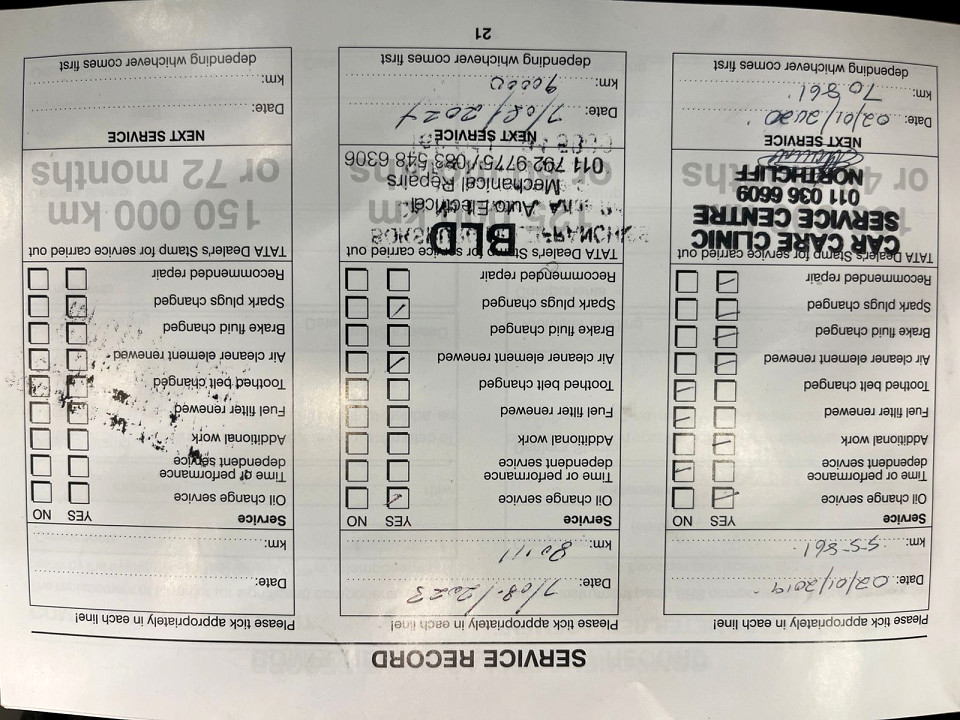 SERVICE RECORD
Please tick appropriately in each line!
Date: 02/01/2019
km: 55861
Service YES NO
Oil change service
Time or performance
dependent service
Additional work
Fuel filter renewed
Toothed belt changed
Air cleaner element renewed
Brake fluid changed
Spark plugs changed
Recommended repair
TATA Dealer's Stamp for service carried out
CAR CARE CLINIC
SERVICE CENTRE
011 036 6609
NORTHCLIFF
NEXT SERVICE
Date: 02/01/2020
km: 70861
depending whichever comes first
Please tick appropriately in each line!
Date: 7/08/2023
km: 80111
Service YES NO
Oil change service
Time or performance
dependent service
Additional work
Fuel filter renewed
Toothed belt changed
Air cleaner element renewed
Brake fluid changed
Spark plugs changed
Recommended repair
TATA Dealer's Stamp for service carried out
BLD
Auto Electrical
Mechanical Repairs
011 792 9775 / 083 548 6306
NEXT SERVICE
Date:
km: 90000
depending whichever comes first
Please tick appropriately in each line!
Date:
km:
Service YES NO
Oil change service
Time or performance
dependent service
Additional work
Fuel filter renewed
Toothed belt changed
Air cleaner element renewed
Brake fluid changed
Spark plugs changed
Recommended repair
TATA Dealer's Stamp for service carried out
150 000 km
or 72 months
NEXT SERVICE
Date:
km:
depending whichever comes first
21